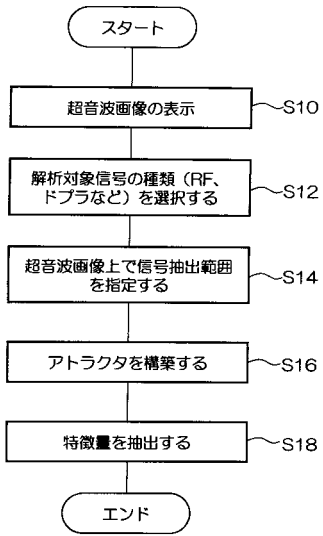 スタート
超音波画像の表示
S10
解析対象信号の種類（RF、
ドプラなど）を選択する
S12
超音波画像上で信号抽出範囲
を指定する
S14
アトラクタを構築する
S16
特徴量を抽出する
S18
エンド